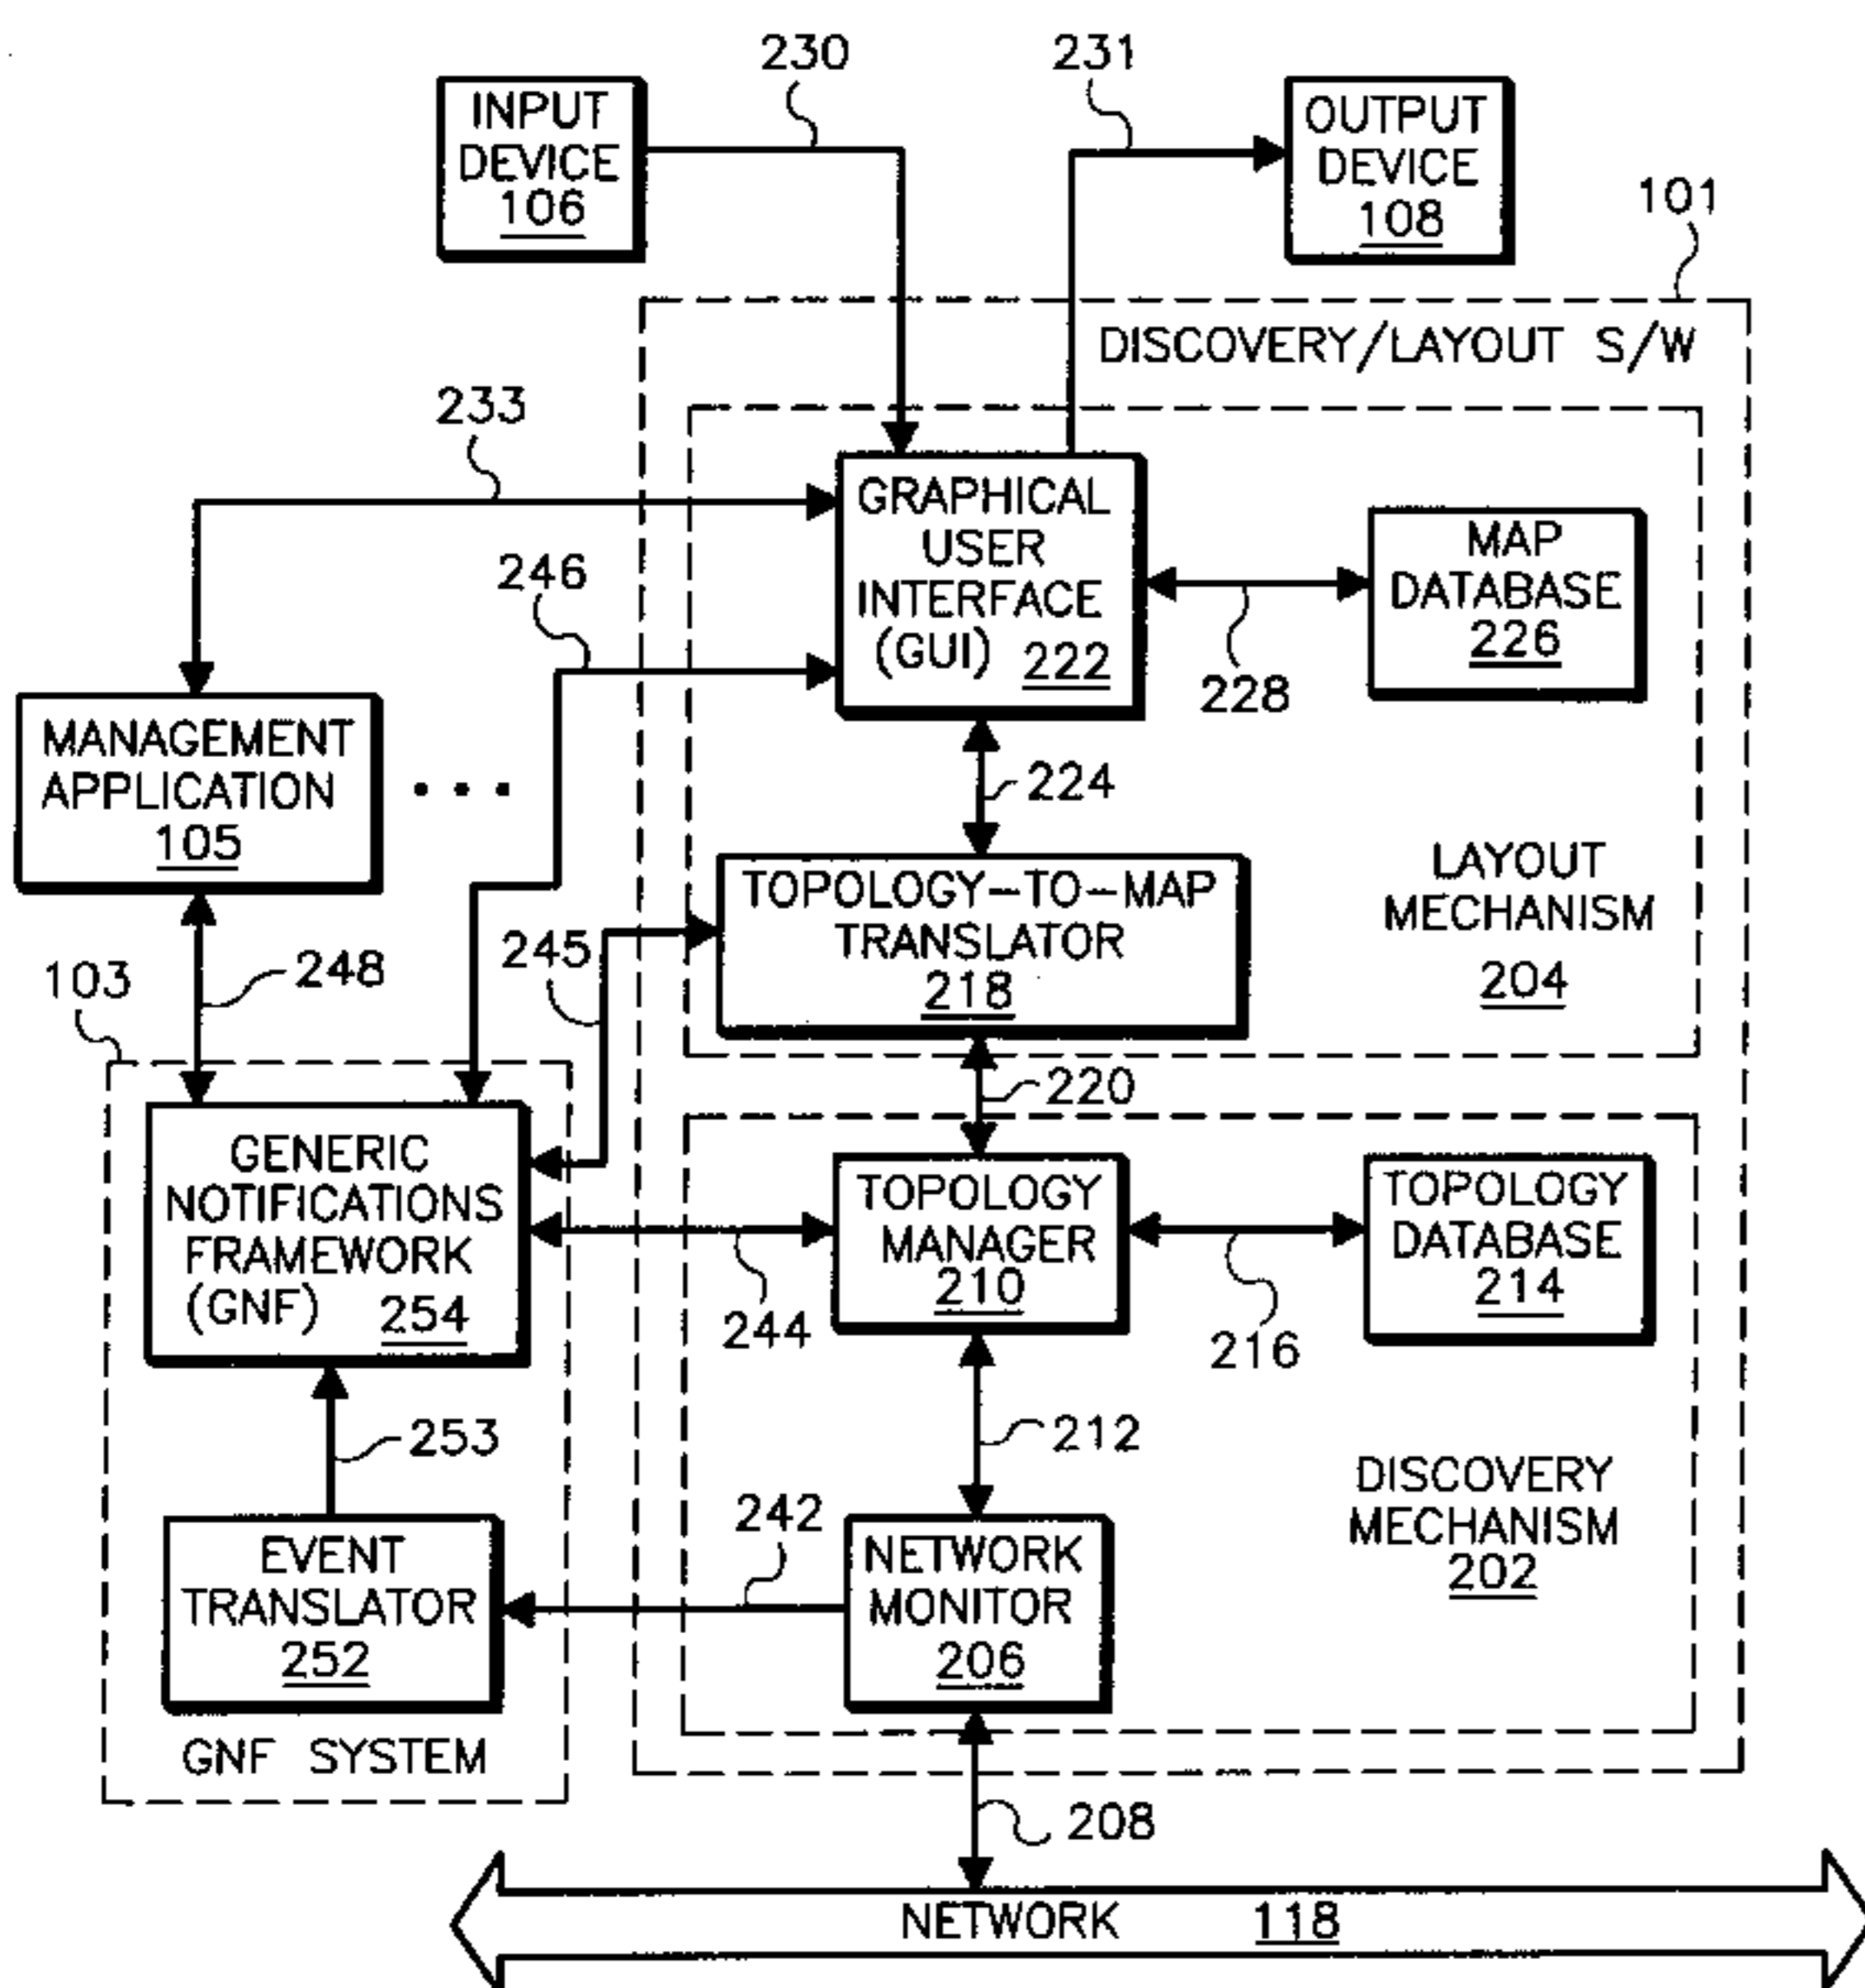 230
231
INPUT
DEVICE
106
OUTPUT
DEVICE
108
101
DISCOVERY/LAYOUT S/W
233
GRAPHICAL
USER
INTERFACE
(GUI) 222
MAP
DATABASE
226
246
228
MANAGEMENT
APPLICATION
105
...
224
TOPOLOGY-TO-MAP
TRANSLATOR
218
LAYOUT
MECHANISM
204
245
248
103
220
GENERIC
NOTIFICATIONS
FRAMEWORK
(GNF) 254
TOPOLOGY
MANAGER
210
TOPOLOGY
DATABASE
214
244
216
253
212
DISCOVERY
MECHANISM
202
242
EVENT
TRANSLATOR
252
NETWORK
MONITOR
206
GNF SYSTEM
208
NETWORK 118